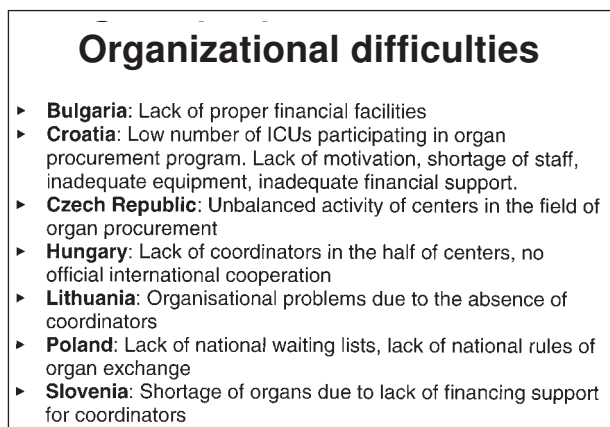 Organizational difficulties
▸ Bulgaria: Lack of proper financial facilities
▸ Croatia: Low number of ICUs participating in organ
procurement program. Lack of motivation, shortage of staff,
inadequate equipment, inadequate financial support.
▸ Czech Republic: Unbalanced activity of centers in the field of
organ procurement
▸ Hungary: Lack of coordinators in the half of centers, no
official international cooperation
▸ Lithuania: Organisational problems due to the absence of
coordinators
▸ Poland: Lack of national waiting lists, lack of national rules of
organ exchange
▸ Slovenia: Shortage of organs due to lack of financing support
for coordinators